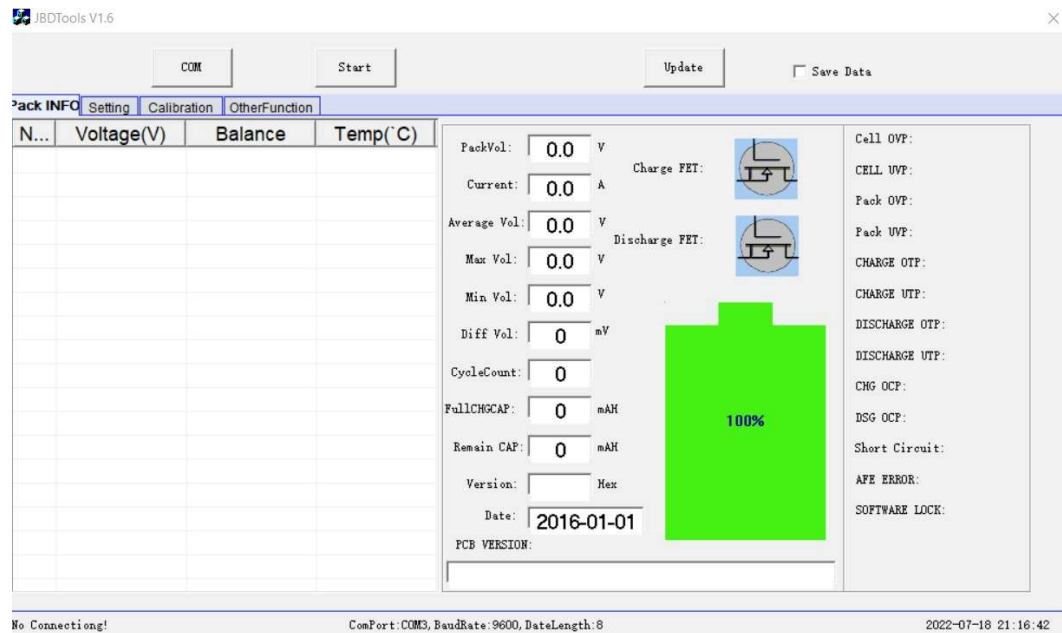 JBDTools V1.6
COM Start Update Save Data
Pack INFO Setting Calibration OtherFunction
N... Voltage(V) Balance Temp(`C)
PackVol: 0.0 V
Current: 0.0 A
Average Vol: 0.0 V
Max Vol: 0.0 V
Min Vol: 0.0 V
Diff Vol: 0 mV
CycleCount: 0
FullCHGCAP: 0 mAH
Remain CAP: 0 mAH
Version: Hex
Date: 2016-01-01
PCB VERSION:
Charge FET:
Discharge FET:
100%
Cell OVP:
CELL UVP:
Pack OVP:
Pack UVP:
CHARGE OTP:
CHARGE UTP:
DISCHARGE OTP:
DISCHARGE UTP:
CHG OCP:
DSG OCP:
Short Circuit:
AFE ERROR:
SOFTWARE LOCK:
No Connectiong! ComPort:COM3, BaudRate:9600, DateLength:8 2022-07-18 21:16:42